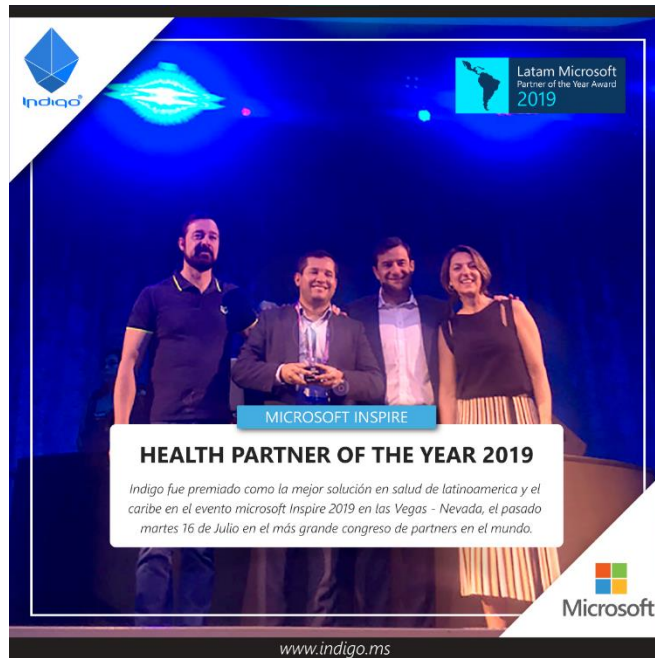 Indigo®
Latam Microsoft
Partner of the Year Award
2019
MICROSOFT INSPIRE
HEALTH PARTNER OF THE YEAR 2019
Indigo fue premiado como la mejor solución en salud de latinoamerica y el
caribe en el evento microsoft Inspire 2019 en las Vegas - Nevada, el pasado
martes 16 de Julio en el más grande congreso de partners en el mundo.
Microsoft
www.indigo.ms